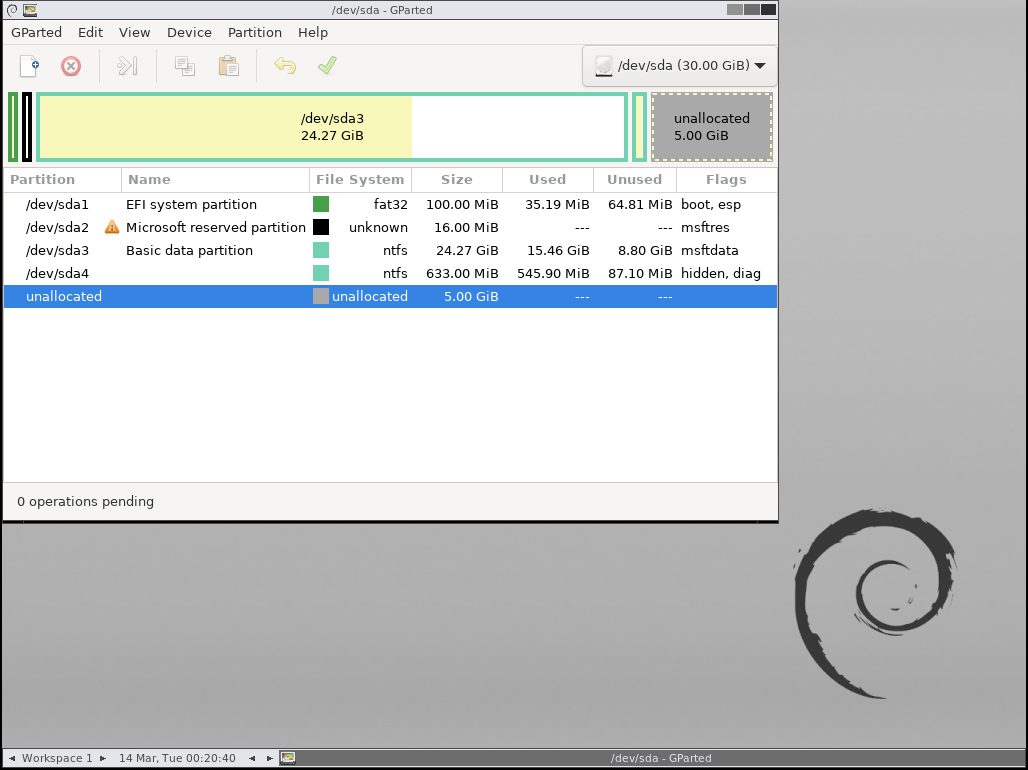 /dev/sda - GParted
GParted Edit View Device Partition Help
/dev/sda (30.00 GiB)
/dev/sda3
24.27 GiB
unallocated
5.00 GiB
Partition Name File System Size Used Unused Flags
/dev/sda1 EFI system partition fat32 100.00 MiB 35.19 MiB 64.81 MiB boot, esp
/dev/sda2 Microsoft reserved partition unknown 16.00 MiB --- --- msftres
/dev/sda3 Basic data partition ntfs 24.27 GiB 15.46 GiB 8.80 GiB msftdata
/dev/sda4 ntfs 633.00 MiB 545.90 MiB 87.10 MiB hidden, diag
unallocated unallocated 5.00 GiB --- ---
0 operations pending
Workspace 1 14 Mar, Tue 00:20:40 /dev/sda - GParted